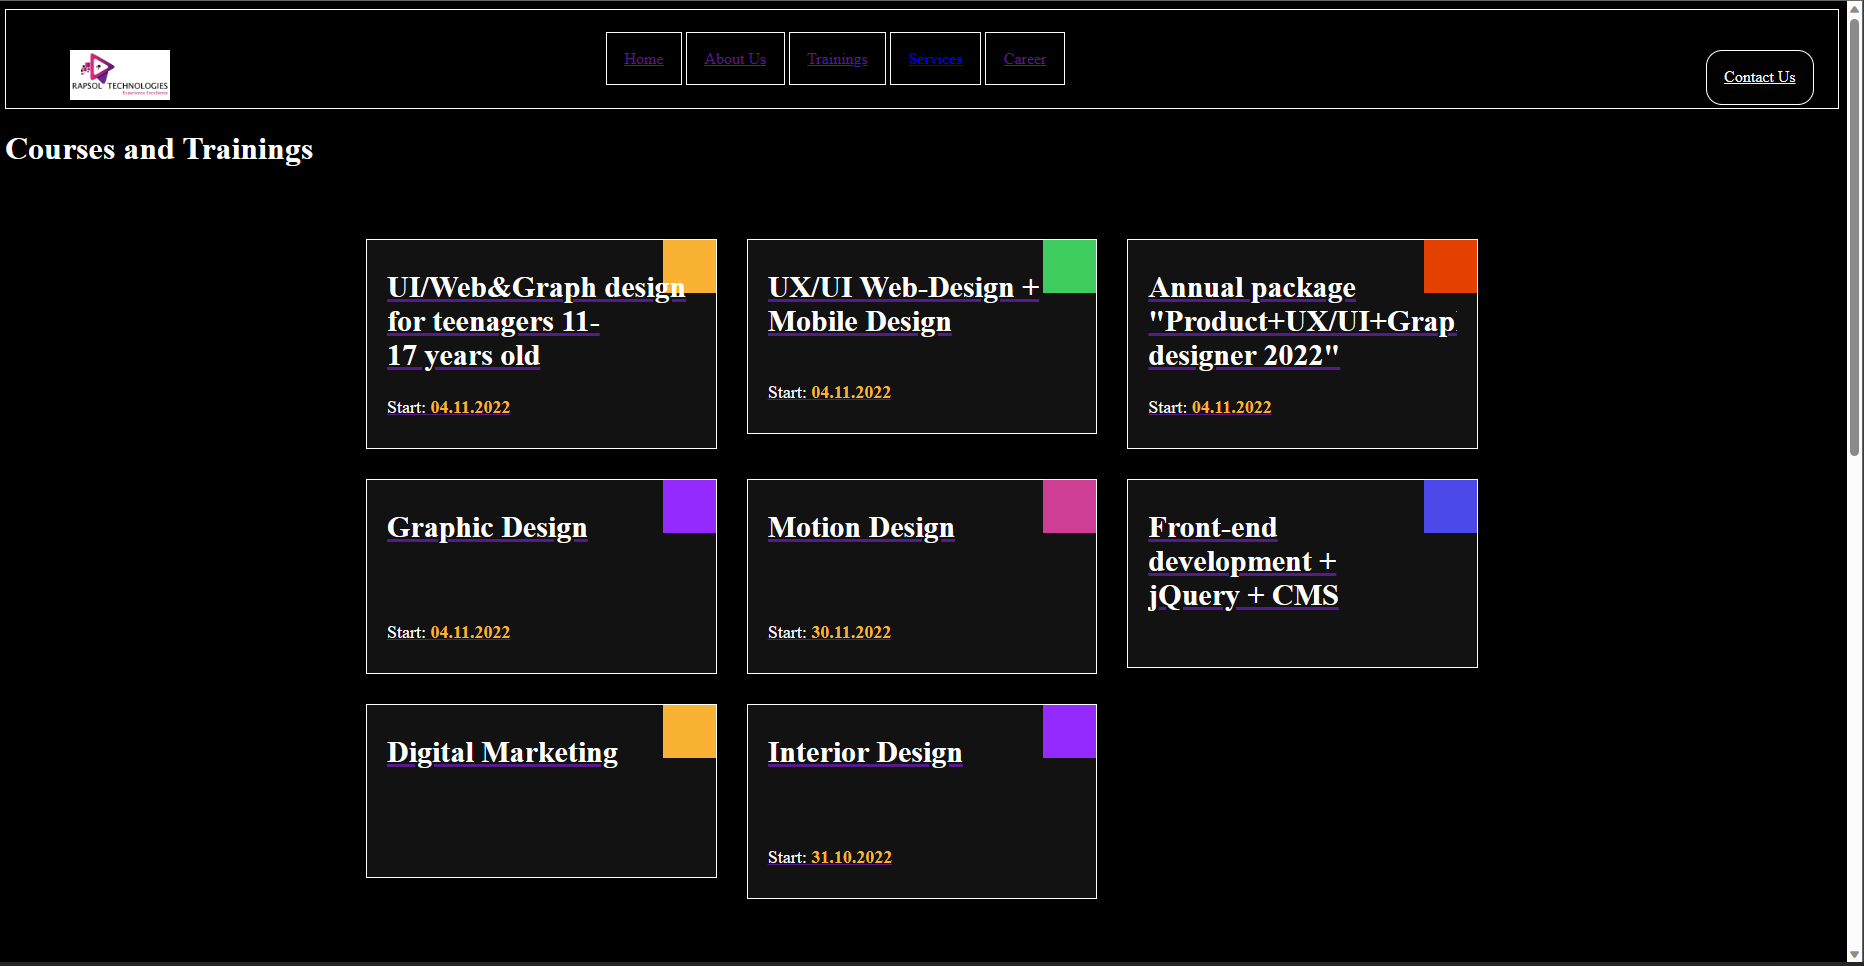 RAPSOL TECHNOLOGIES
Experience Excellence
Home
About Us
Trainings
Services
Career
Contact Us
Courses and Trainings
UI/Web&Graph design
for teenagers 11-
17 years old
Start: 04.11.2022
UX/UI Web-Design +
Mobile Design
Start: 04.11.2022
Annual package
"Product+UX/UI+Grap
designer 2022"
Start: 04.11.2022
Graphic Design
Start: 04.11.2022
Motion Design
Start: 30.11.2022
Front-end
development +
jQuery + CMS
Digital Marketing
Interior Design
Start: 31.10.2022